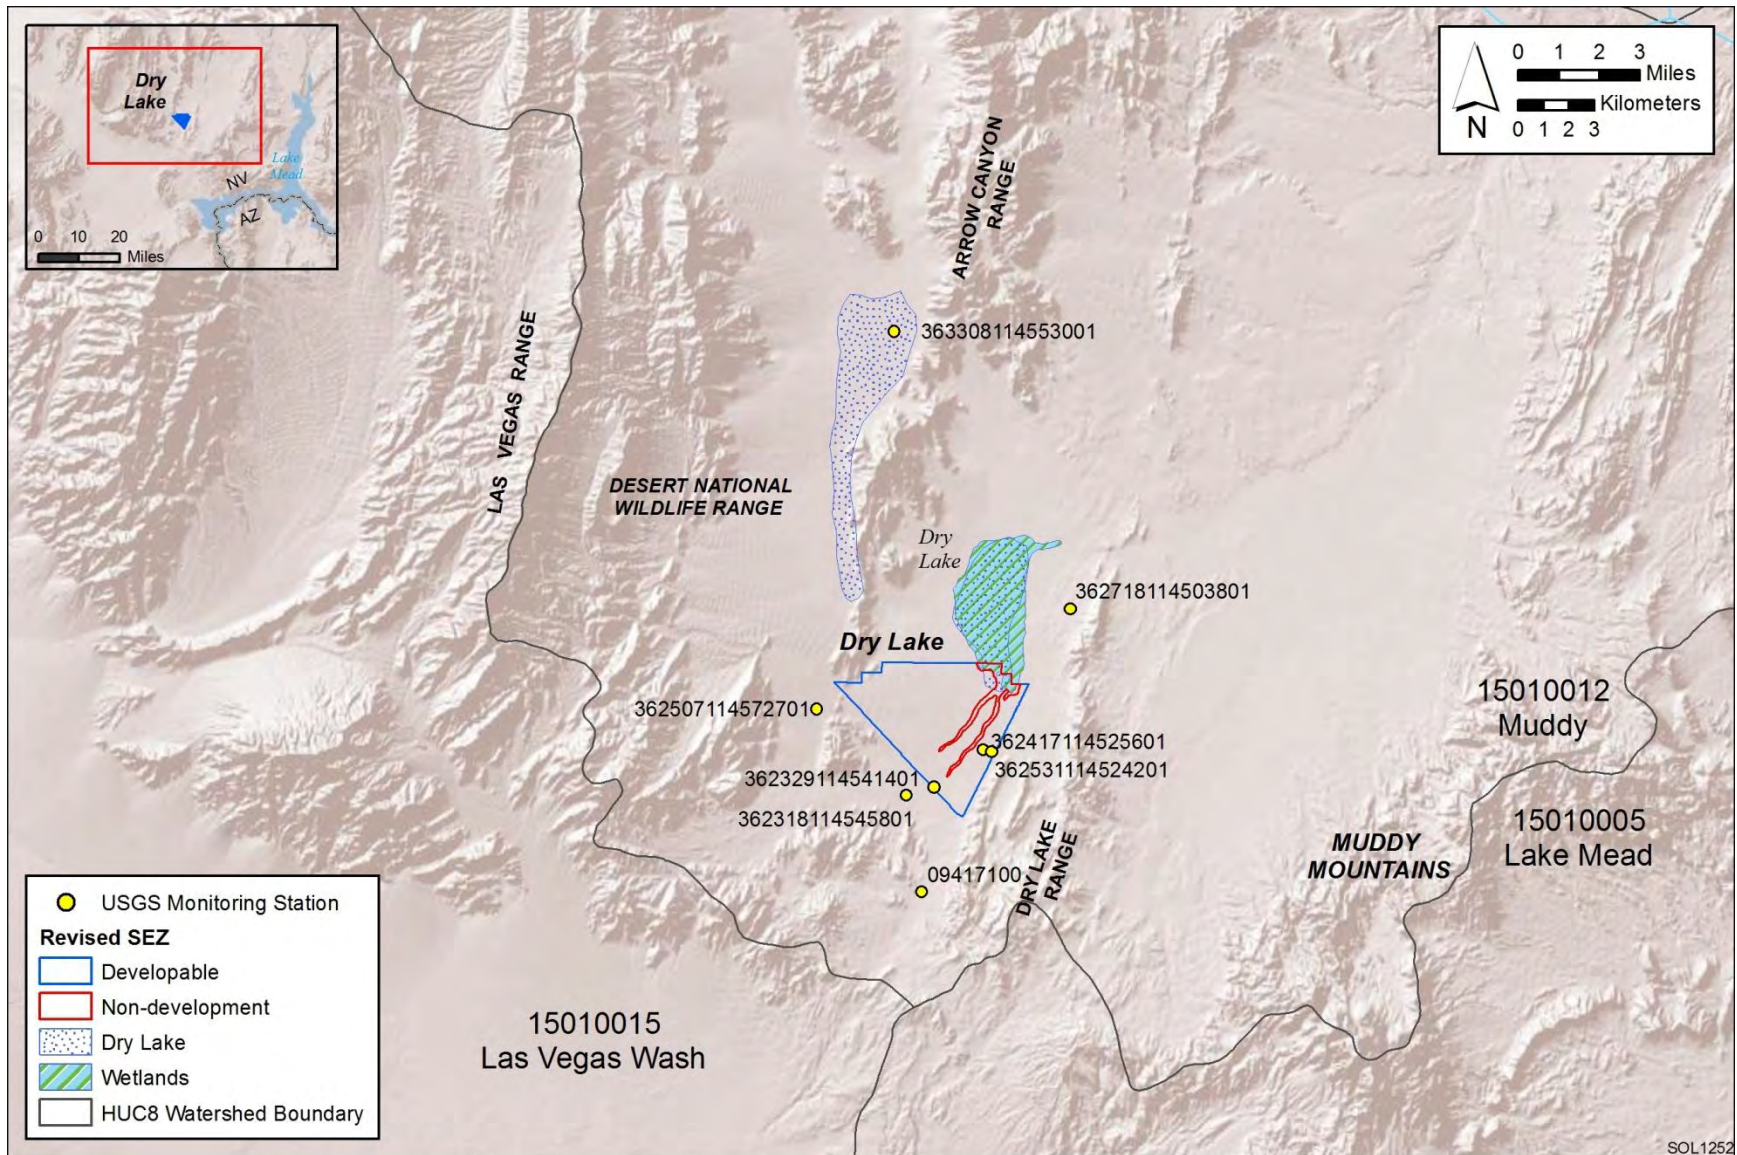 Dry
Lake
Lake
Mead
NV
AZ
0 10 20
Miles
0 1 2 3
Miles
Kilometers
0 1 2 3
N
ARROW CANYON
RANGE
363308114553001
LAS VEGAS RANGE
DESERT NATIONAL
WILDLIFE RANGE
Dry
Lake
362718114503801
Dry Lake
362507114572701
15010012
Muddy
362417114525601
362531114524201
362329114541401
362318114545801
15010005
Lake Mead
MUDDY
MOUNTAINS
09417100
DRY LAKE
RANGE
15010015
Las Vegas Wash
USGS Monitoring Station
Revised SEZ
Developable
Non-development
Dry Lake
Wetlands
HUC8 Watershed Boundary
SOL1252